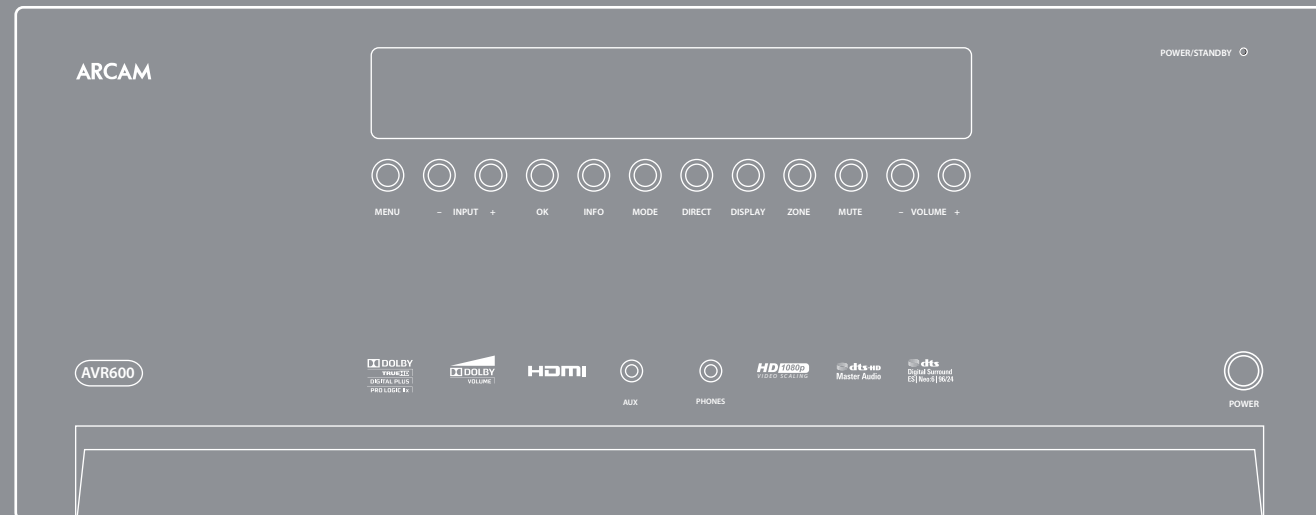 ARCAM
POWER/STANDBY
MENU – INPUT + OK INFO MODE DIRECT DISPLAY ZONE MUTE – VOLUME +
AVR600
DOLBY
TRUEHD
DIGITAL PLUS
PRO LOGIC IIx
DOLBY
VOLUME
HDMI
AUX
PHONES
HD 1080p
VIDEO SCALING
dts-HD
Master Audio
dts
Digital Surround
ES | Neo:6 | 96/24
POWER